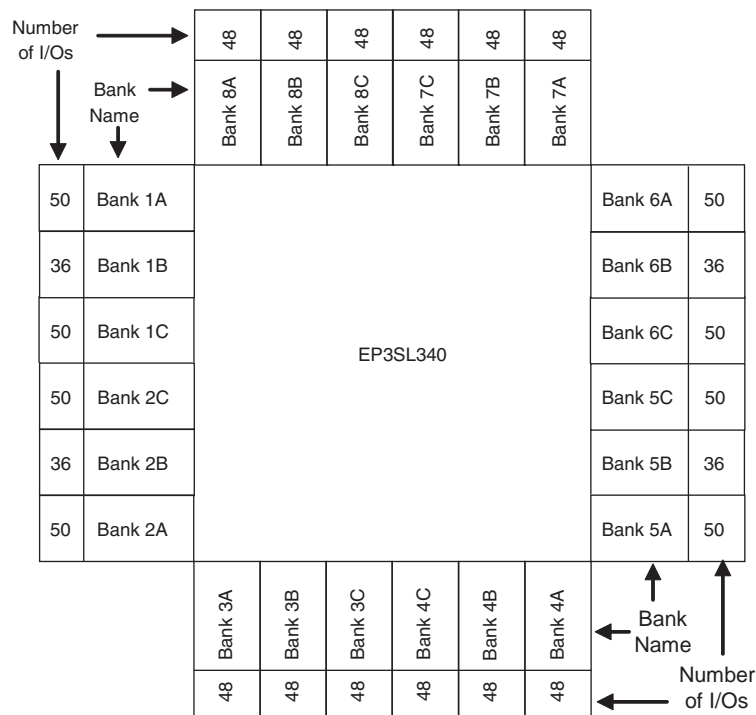 Number
of I/Os
48 48 48 48 48 48
Bank
Name
Bank 8A Bank 8B Bank 8C Bank 7C Bank 7B Bank 7A
50 Bank 1A Bank 6A 50
36 Bank 1B Bank 6B 36
50 Bank 1C Bank 6C 50
EP3SL340
50 Bank 2C Bank 5C 50
36 Bank 2B Bank 5B 36
50 Bank 2A Bank 5A 50
Bank 3A Bank 3B Bank 3C Bank 4C Bank 4B Bank 4A
Bank
Name
48 48 48 48 48 48
Number
of I/Os